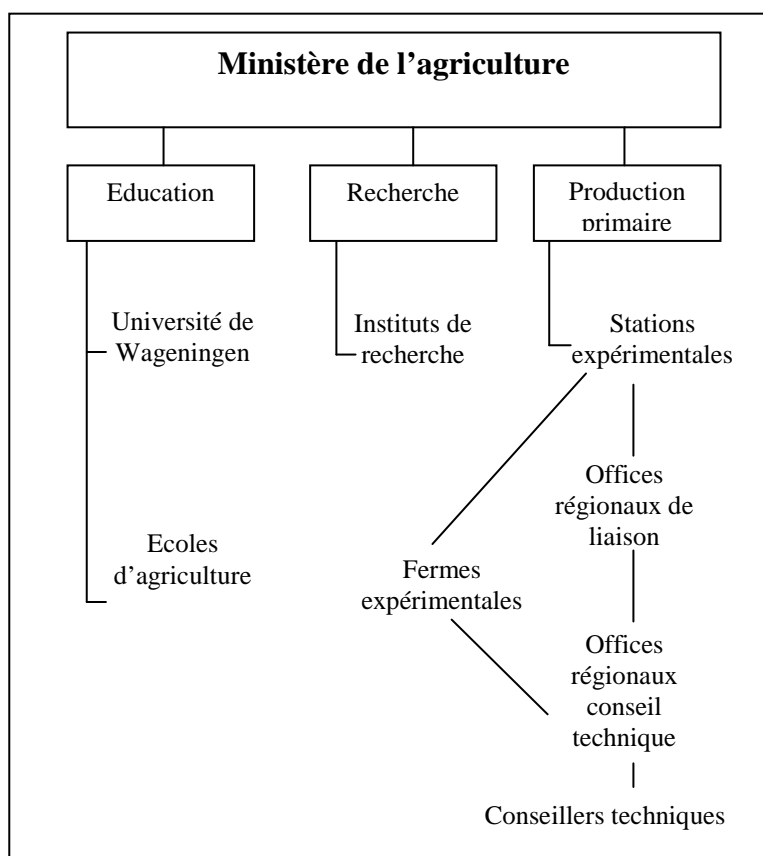 Ministère de l’agriculture
Education
Recherche
Production
primaire
Université de
Wageningen
Instituts de
recherche
Stations
expérimentales
Offices
régionaux de
liaison
Ecoles
d’agriculture
Fermes
expérimentales
Offices
régionaux
conseil
technique
Conseillers techniques